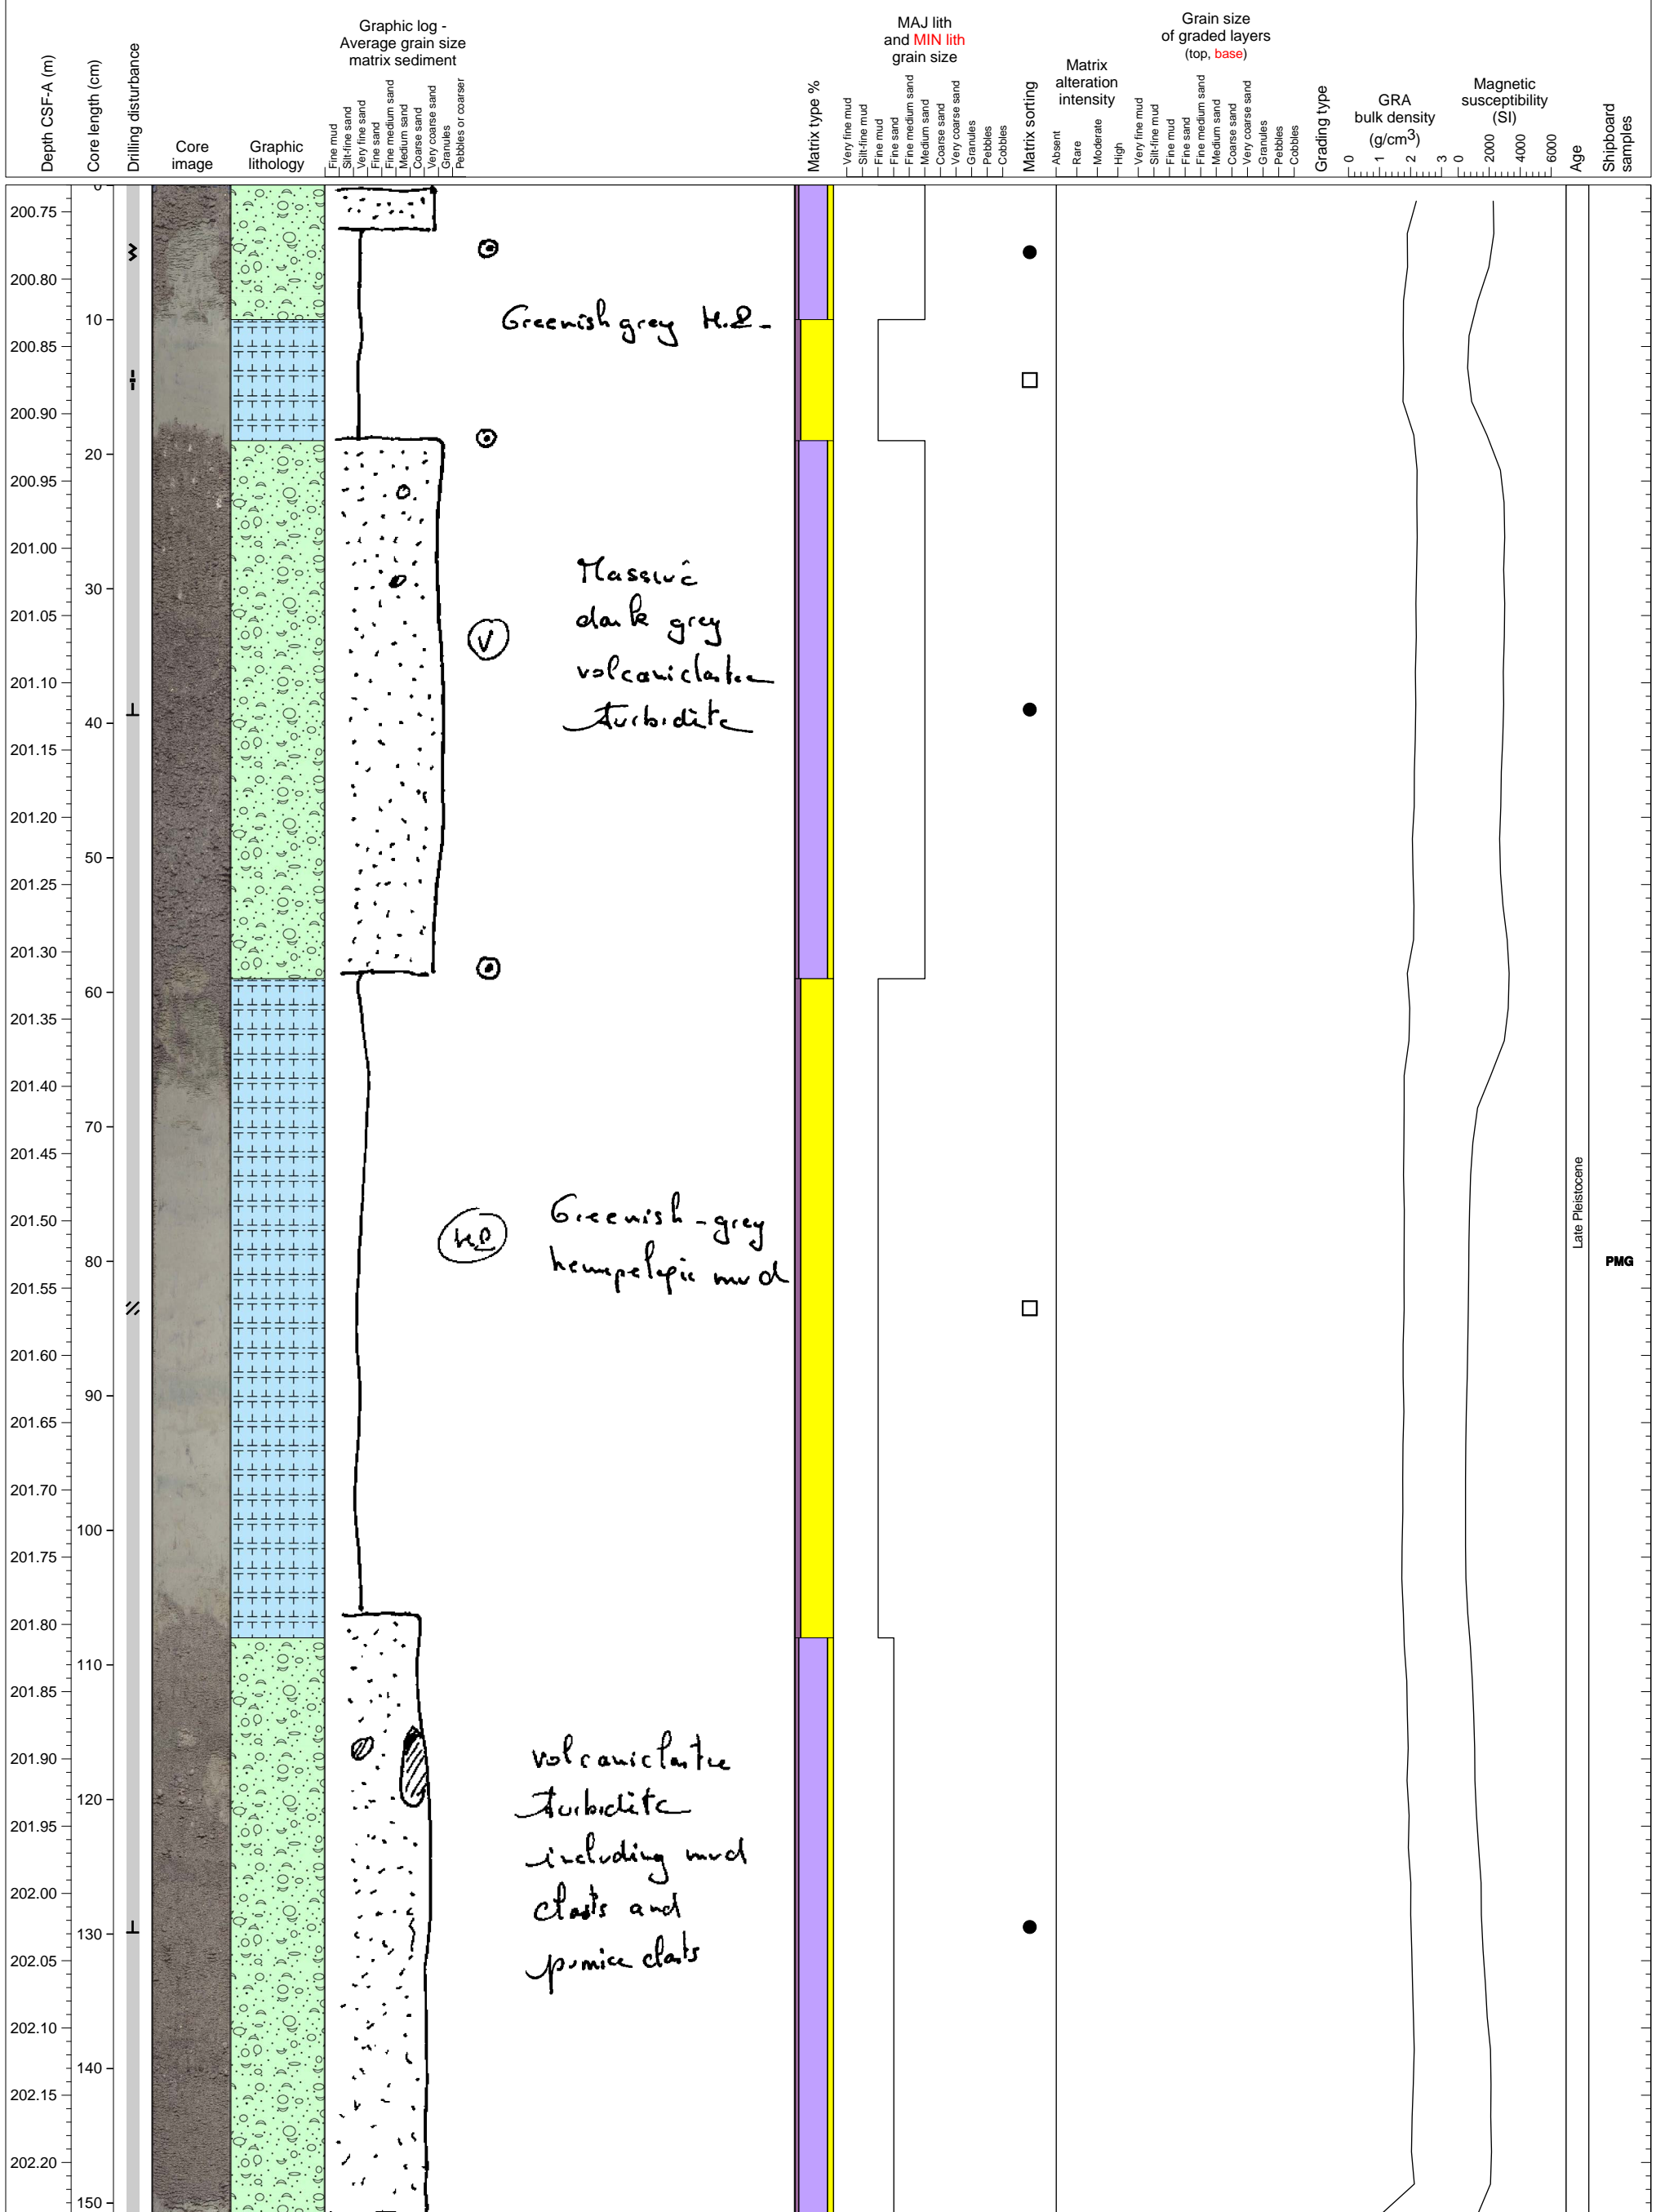 Depth CSF-A (m)
Core length (cm)
Drilling disturbance
Core
image
Graphic
lithology
Graphic log -
Average grain size
matrix sediment
Fine mud
Silt-fine sand
Very fine sand
Fine sand
Fine medium sand
Medium sand
Coarse sand
Very coarse sand
Granules
Pebbles or coarser
Matrix type %
MAJ lith
and MIN lith
grain size
Very fine mud
Silt-fine mud
Fine mud
Fine sand
Fine medium sand
Medium sand
Coarse sand
Very coarse sand
Granules
Pebbles
Cobbles
Matrix sorting
Matrix
alteration
intensity
Absent
Rare
Moderate
High
Grain size
of graded layers
(top, base)
Very fine mud
Silt-fine mud
Fine mud
Fine sand
Fine medium sand
Medium sand
Coarse sand
Very coarse sand
Granules
Pebbles
Cobbles
Grading type
GRA
bulk density
(g/cm3)
0 1 2 3
Magnetic
susceptibility
(SI)
0 2000 4000 6000
Age
Shipboard
samples
0
200.75
200.80
10
200.85
200.90
20
200.95
201.00
30
201.05
201.10
40
201.15
201.20
50
201.25
201.30
60
201.35
201.40
70
201.45
201.50
80
201.55
201.60
90
201.65
201.70
100
201.75
201.80
110
201.85
201.90
120
201.95
202.00
130
202.05
202.10
140
202.15
202.20
150
Greenish grey H.P.
Massive
dark grey
volcaniclastic
turbidite
V
HP
Greenish-grey
hemipelagic mud
volcaniclastic
turbidite
including mud
clasts and
pumice clasts
Late Pleistocene
PMG